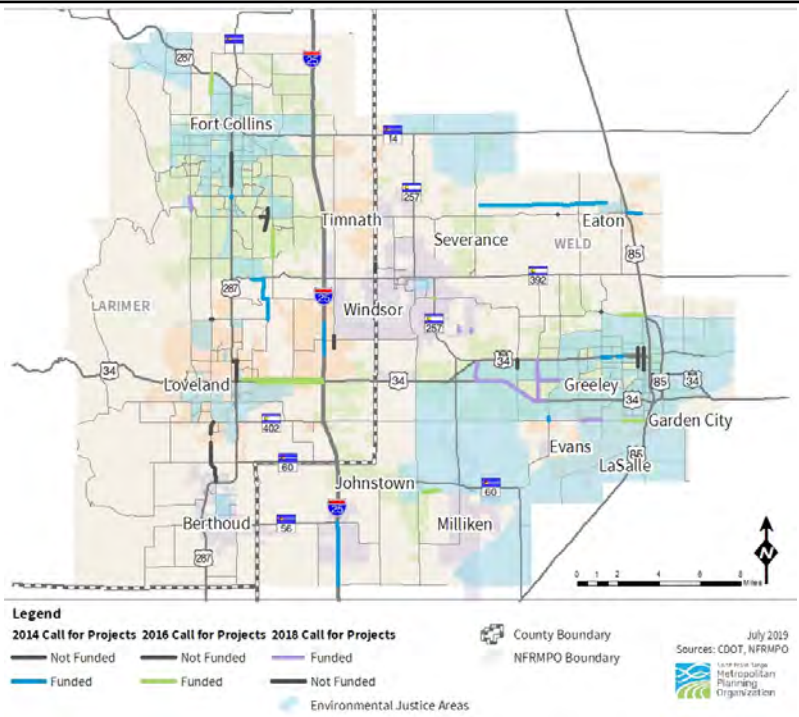 287
25
Fort Collins
14
257
Timnath
Severance
Eaton
WELD
85
287
392
25
LARIMER
Windsor
257
34
34
Loveland
34
Greeley
85
34
34
402
Garden City
Evans
85
LaSalle
60
Johnstown
60
25
Berthoud
56
Milliken
287
N
0 1 2 4 6 8
Miles
Legend
2014 Call for Projects 2016 Call for Projects 2018 Call for Projects
Not Funded Not Funded Funded
Funded Funded Not Funded
Environmental Justice Areas
County Boundary
NFRMPO Boundary
July 2019
Sources: CDOT, NFRMPO
Metropolitan
Planning
Organization